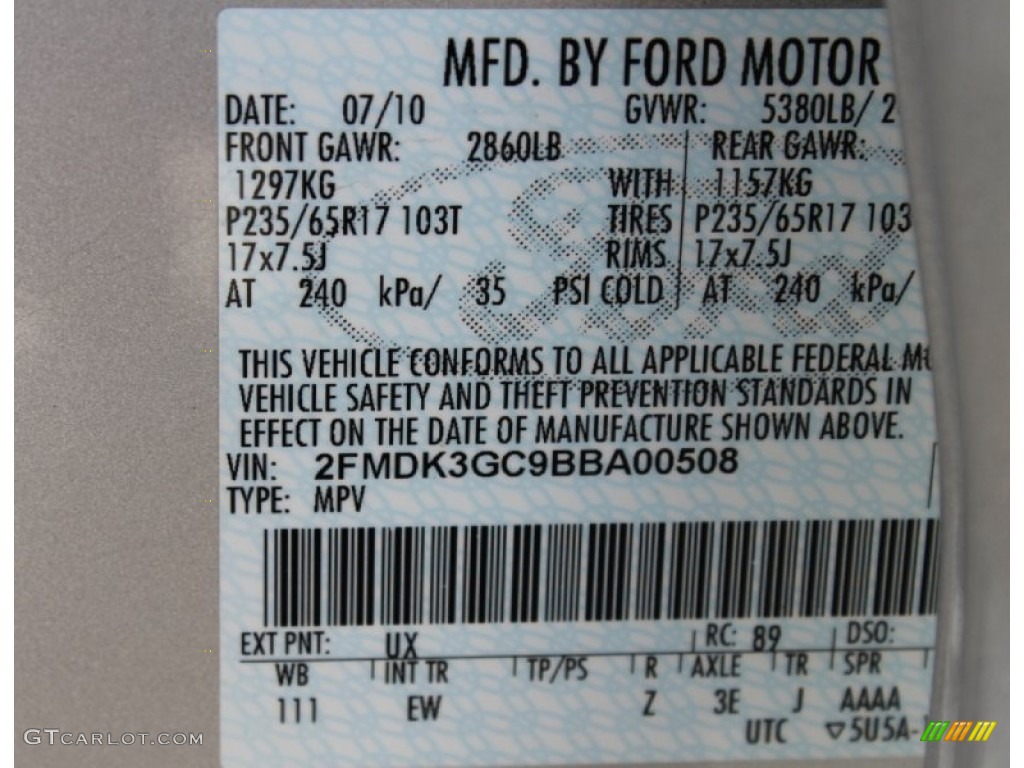 MFD. BY FORD MOTOR
DATE: 07/10 GVWR: 5380LB/ 2
FRONT GAWR: 2860LB REAR GAWR:
1297KG WITH 1157KG
P235/65R17 103T TIRES P235/65R17 103
17x7.5J RIMS 17x7.5J
AT 240 kPa/ 35 PSI COLD AT 240 kPa/
THIS VEHICLE CONFORMS TO ALL APPLICABLE FEDERAL M
VEHICLE SAFETY AND THEFT PREVENTION STANDARDS IN
EFFECT ON THE DATE OF MANUFACTURE SHOWN ABOVE.
VIN: 2FMDK3GC9BBA00508
TYPE: MPV
EXT PNT: UX RC: 89 DSO:
WB INT TR TP/PS R AXLE TR SPR
111 EW Z 3E J AAAA
UTC ▽5U5A-
GTCARLOT.COM